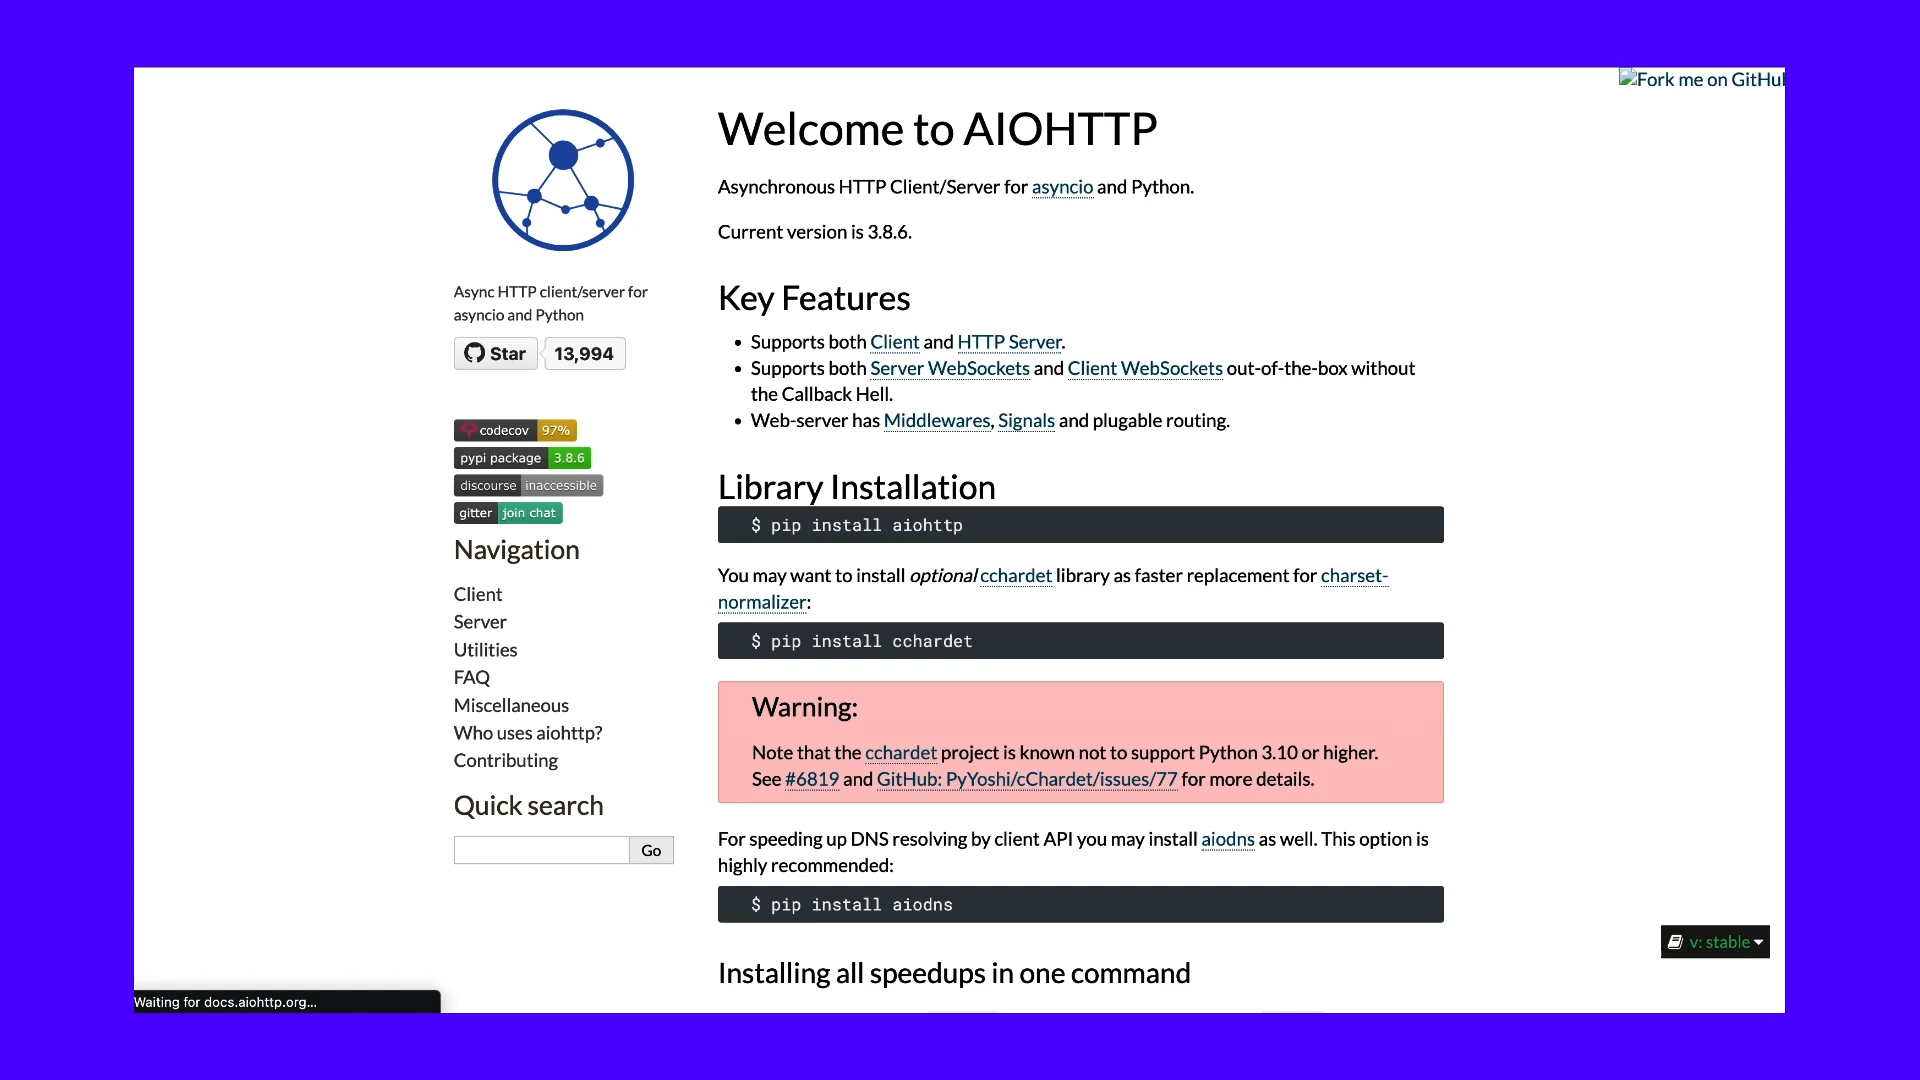 Fork me on GitHu
Welcome to AIOHTTP
Asynchronous HTTP Client/Server for asyncio and Python.
Current version is 3.8.6.
Async HTTP client/server for
asyncio and Python
Star 13,994
codecov 97%
pypi package 3.8.6
discourse inaccessible
gitter join chat
Navigation
Client
Server
Utilities
FAQ
Miscellaneous
Who uses aiohttp?
Contributing
Quick search
Go
Key Features
Supports both Client and HTTP Server.
Supports both Server WebSockets and Client WebSockets out-of-the-box without
the Callback Hell.
Web-server has Middlewares, Signals and plugable routing.
Library Installation
$ pip install aiohttp
You may want to install optional cchardet library as faster replacement for charset-
normalizer:
$ pip install cchardet
Warning:
Note that the cchardet project is known not to support Python 3.10 or higher.
See #6819 and GitHub: PyYoshi/cChardet/issues/77 for more details.
For speeding up DNS resolving by client API you may install aiodns as well. This option is
highly recommended:
$ pip install aiodns
Installing all speedups in one command
v: stable
Waiting for docs.aiohttp.org...